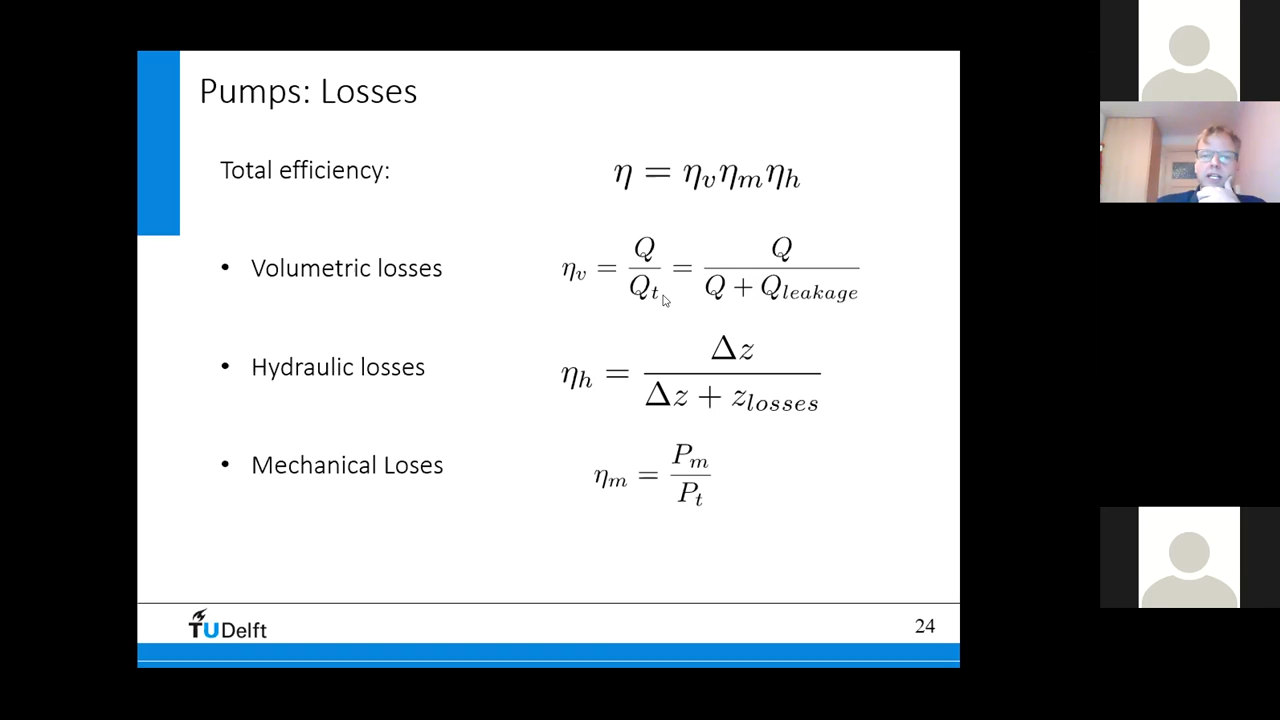 Pumps: Losses
Total efficiency: η = η_v η_m η_h
• Volumetric losses η_v = Q / Q_t = Q / (Q + Q_leakage)
• Hydraulic losses η_h = Δz / (Δz + z_losses)
• Mechanical Loses η_m = P_m / P_t
TUDelft
24